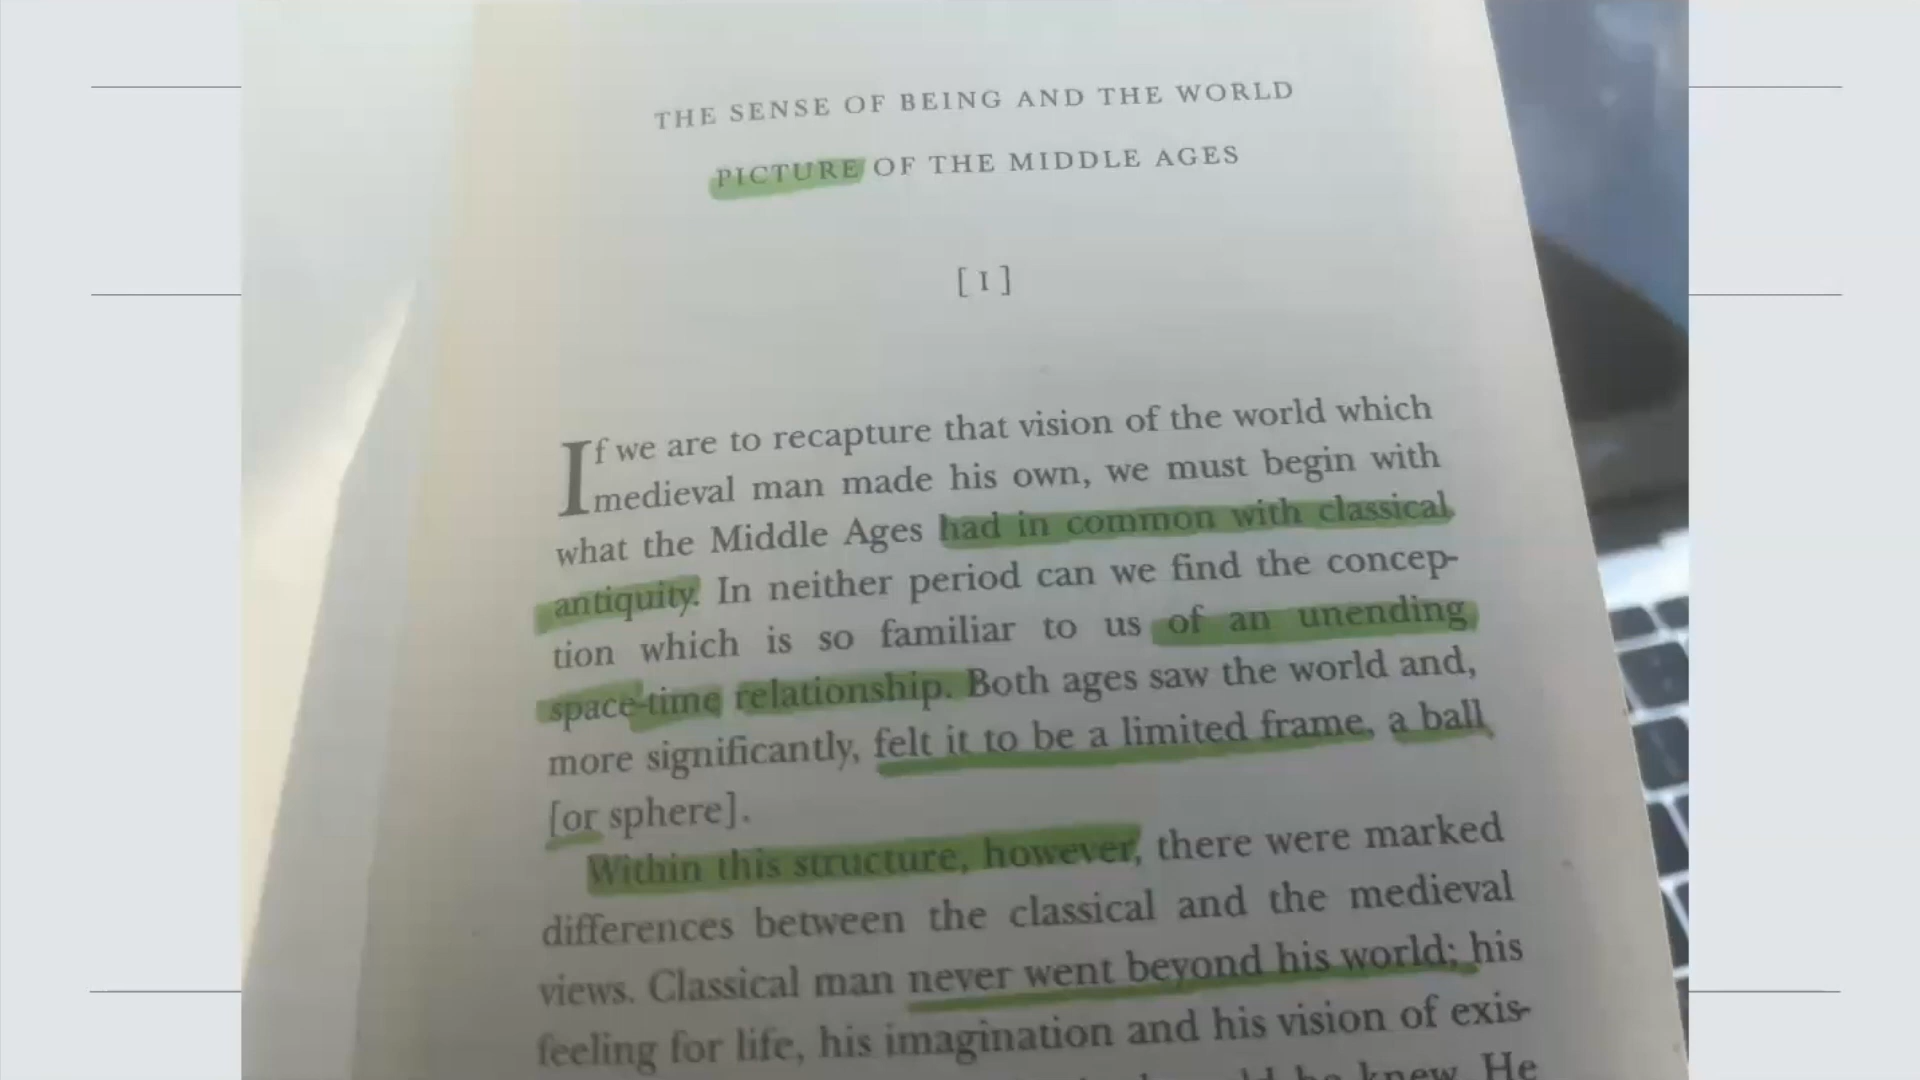 THE SENSE OF BEING AND THE WORLD
PICTURE OF THE MIDDLE AGES
[ I ]
If we are to recapture that vision of the world which
medieval man made his own, we must begin with
what the Middle Ages had in common with classical
antiquity. In neither period can we find the concep-
tion which is so familiar to us of an unending
space-time relationship. Both ages saw the world and,
more significantly, felt it to be a limited frame, a ball
[or sphere].
Within this structure, however, there were marked
differences between the classical and the medieval
views. Classical man never went beyond his world; his
feeling for life, his imagination and his vision of exis-
he knew. He